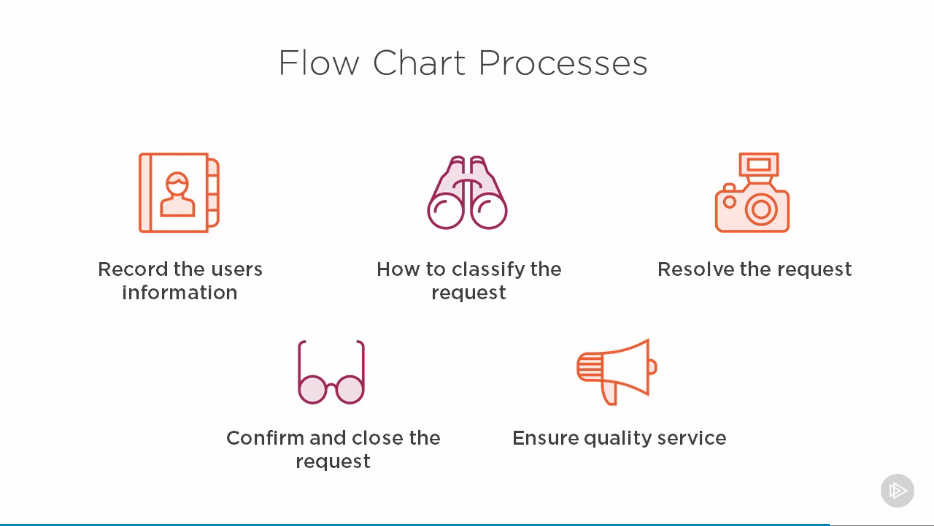 Flow Chart Processes
Record the users
information
How to classify the
request
Resolve the request
Confirm and close the
request
Ensure quality service